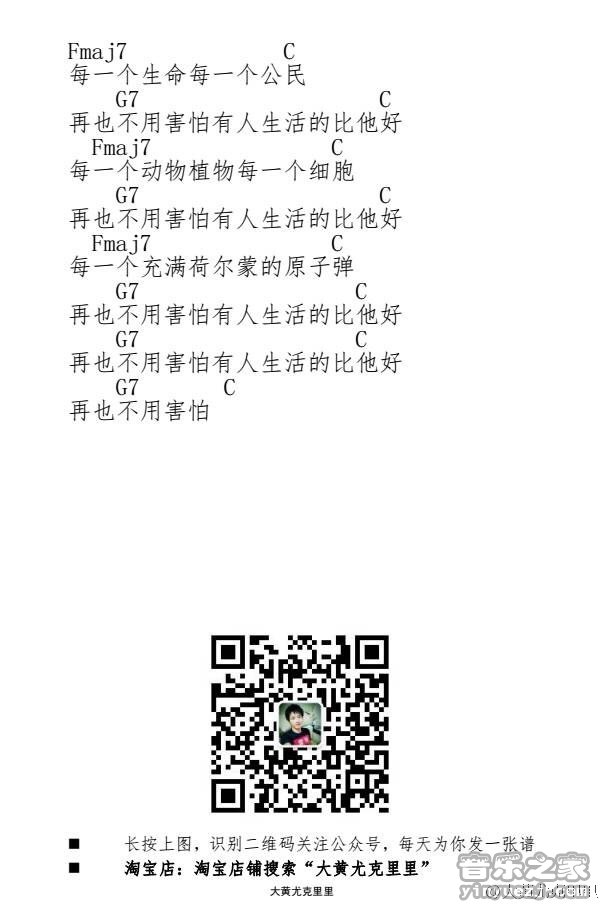 Fmaj7 C
每一个生命每一个公民
G7 C
再也不用害怕有人生活的比他好
Fmaj7 C
每一个动物植物每一个细胞
G7 C
再也不用害怕有人生活的比他好
Fmaj7 C
每一个充满荷尔蒙的原子弹
G7 C
再也不用害怕有人生活的比他好
G7 C
再也不用害怕有人生活的比他好
G7 C
再也不用害怕
■ 长按上图，识别二维码关注公众号，每天为你发一张谱
■ 淘宝店：淘宝店铺搜索“大黄尤克里里”
音乐之家
大黄尤克里里